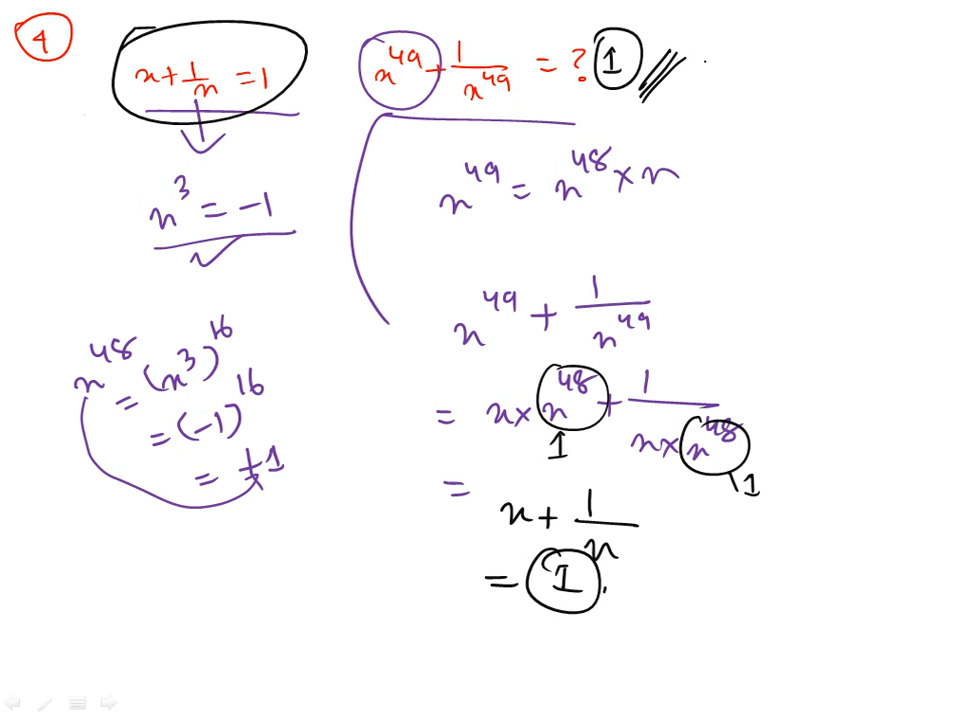 4
x + 1/x = 1
x^49 + 1/x^49 = ? 1
x^3 = -1
x^49 = x^48 × x
x^49 + 1/x^49
x^48 = (x^3)^16
= (-1)^16
= +1
= x × x^48 + 1/(x × x^48)
1
1
= x + 1/x
= 1.